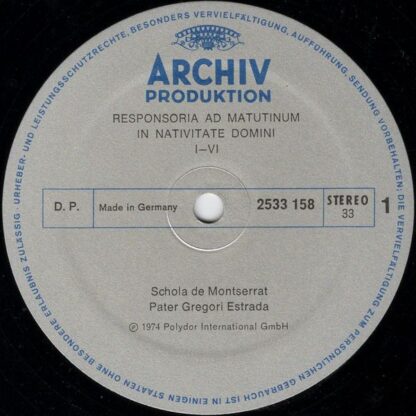 URHEBER- UND LEISTUNGSSCHUTZRECHTE, BESONDERS VERVIELFÄLTIGUNG, AUFFÜHRUNG, SENDUNG VORBEHALTEN: DIE VERVIELFÄLTIGUNG ZUM PERSÖNLICHEN GEBRAUCH IST IN EINIGEN STAATEN OHNE BESONDERE ERLAUBNIS ZULÄSSIG ·
ARCHIV
PRODUKTION
RESPONSORIA AD MATUTINUM
IN NATIVITATE DOMINI
I–VI
D. P. Made in Germany 2533 158 STEREO 33 1
Schola de Montserrat
Pater Gregori Estrada
Ⓟ 1974 Polydor International GmbH